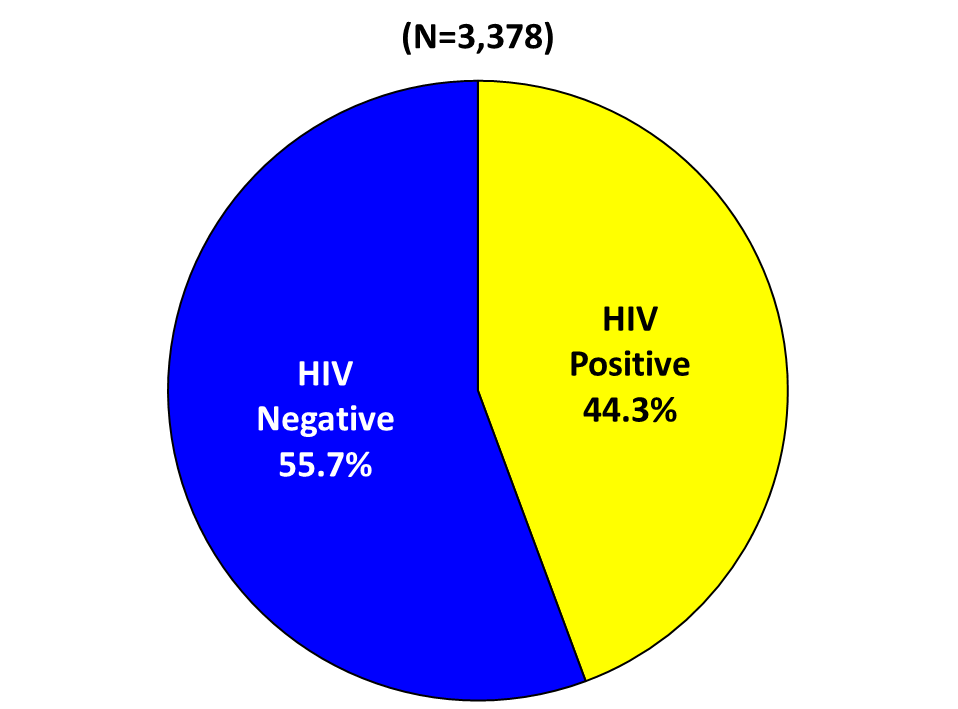 (N=3,378)
HIV
Positive
44.3%
HIV
Negative
55.7%